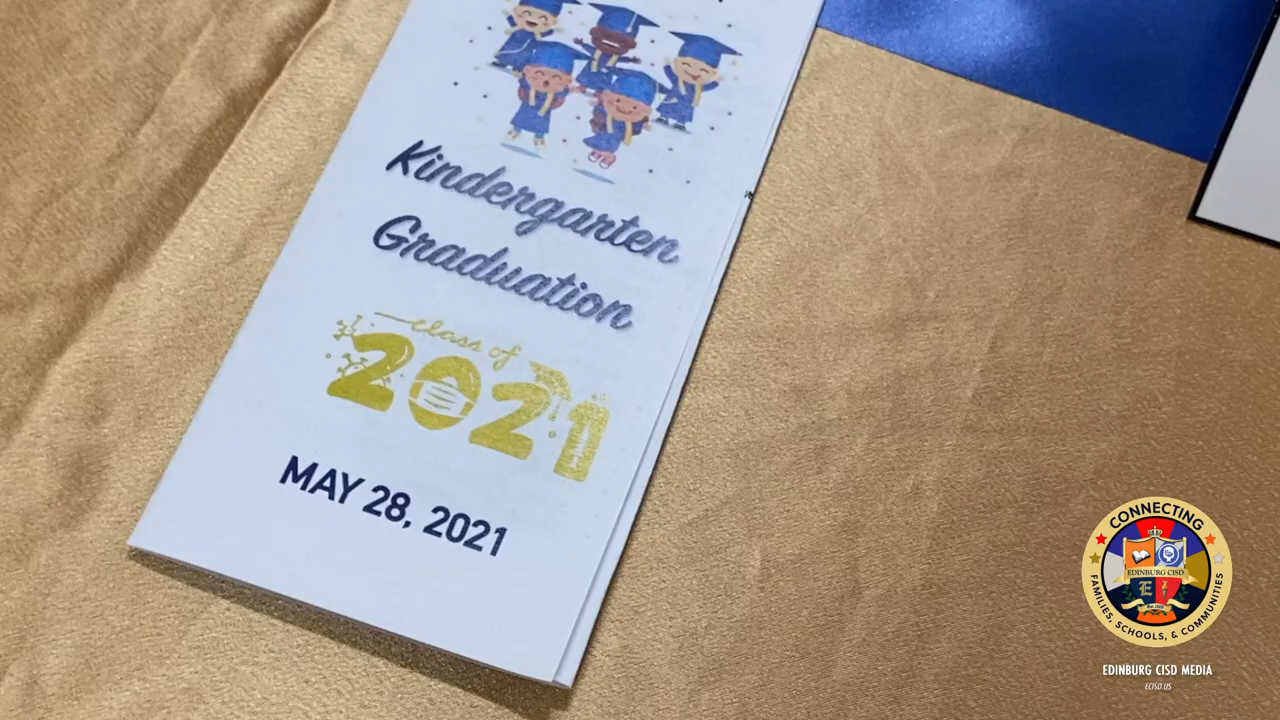 Kindergarten
Graduation
class of
2021
MAY 28, 2021
CONNECTING
EDINBURG CISD
FAMILIES, SCHOOLS, & COMMUNITIES
EDINBURG CISD MEDIA
ECISD.US